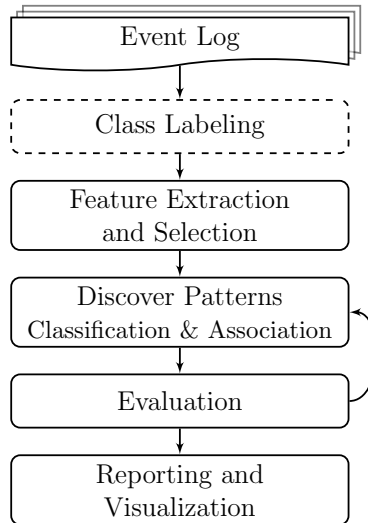 Event Log
Class Labeling
Feature Extraction
and Selection
Discover Patterns
Classification & Association
Evaluation
Reporting and
Visualization